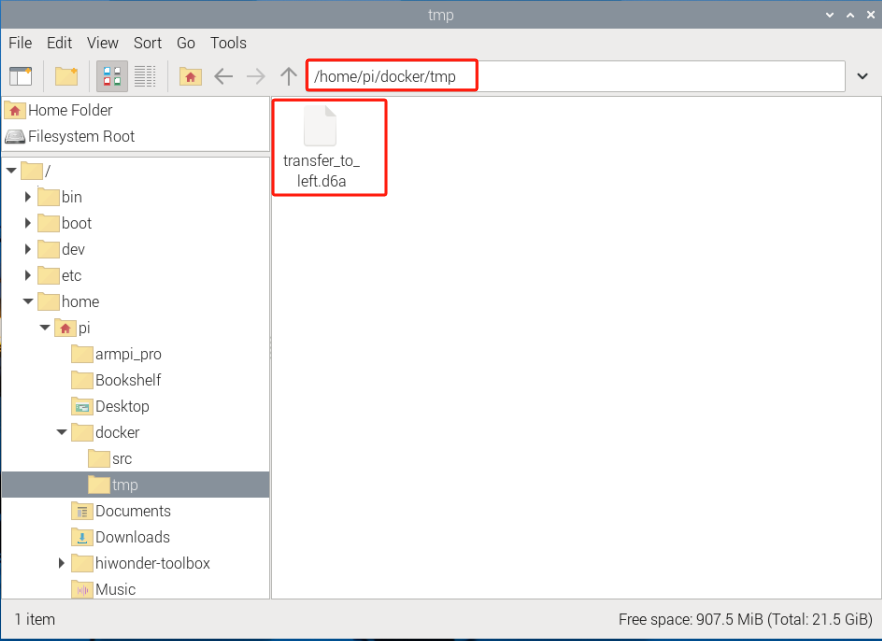 tmp
File Edit View Sort Go Tools
/home/pi/docker/tmp
Home Folder
Filesystem Root
/
bin
boot
dev
etc
home
pi
armpi_pro
Bookshelf
Desktop
docker
src
tmp
Documents
Downloads
hiwonder-toolbox
Music
transfer_to_
left.d6a
1 item
Free space: 907.5 MiB (Total: 21.5 GiB)